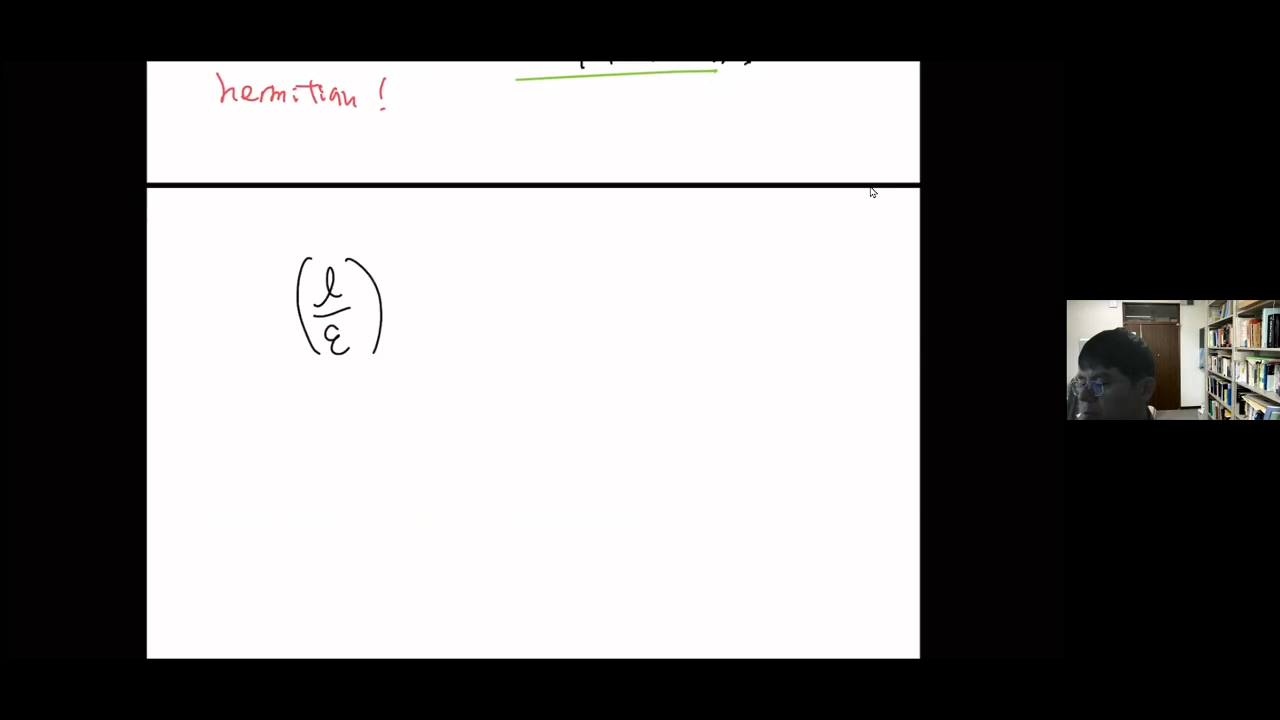 hermitian !
(l/ε)